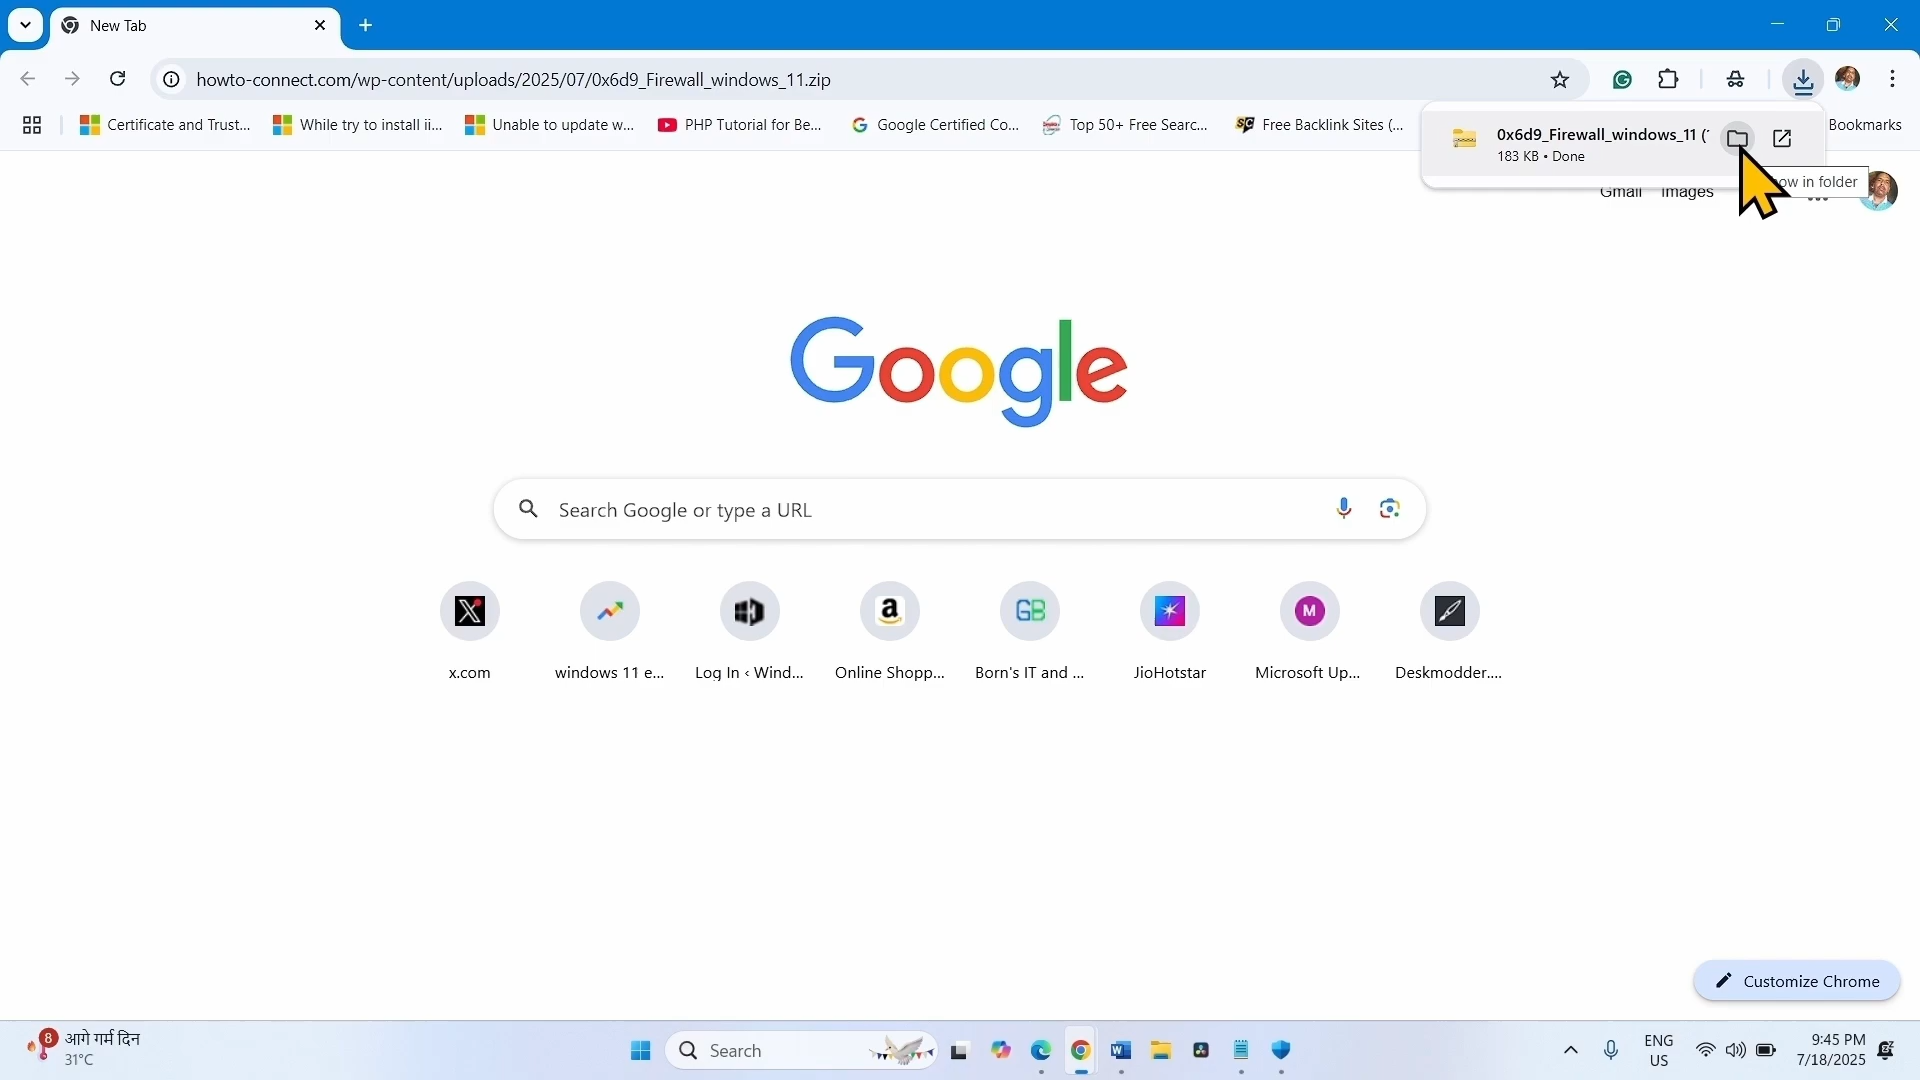 New Tab
howto-connect.com/wp-content/uploads/2025/07/0x6d9_Firewall_windows_11.zip
Certificate and Trust...
While try to install ii...
Unable to update w...
PHP Tutorial for Be...
Google Certified Co...
Top 50+ Free Searc...
Free Backlink Sites (...
Bookmarks
0x6d9_Firewall_windows_11 (
183 KB • Done
in folder
Gmail
Images
Google
Search Google or type a URL
x.com
windows 11 e...
Log In ‹ Wind...
Online Shopp...
Born's IT and ...
JioHotstar
M
Microsoft Up...
Deskmodder....
Customize Chrome
8
आगे गर्म दिन
31°C
Search
ENG
US
9:45 PM
7/18/2025